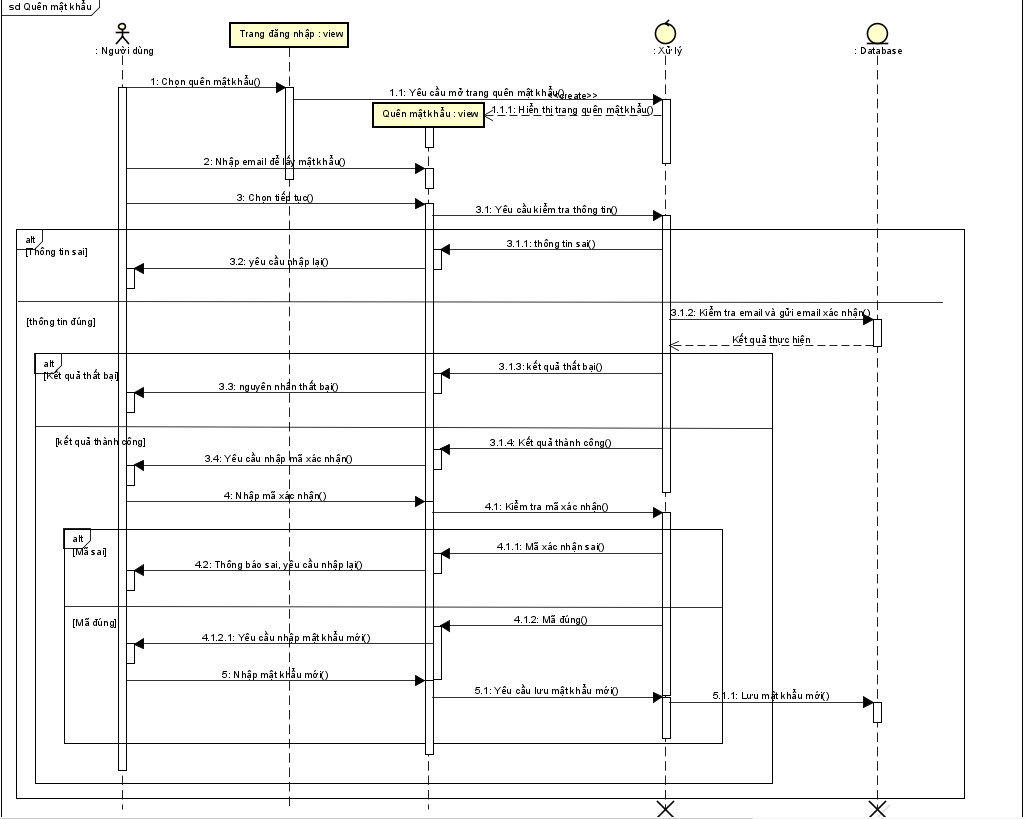 sd Quên mật khẩu
: Người dùng
Trang đăng nhập : view
: Xử lý
: Database
1: Chọn quên mật khẩu()
1.1: Yêu cầu mở trang quên mật khẩu()
<<create>>
Quên mật khẩu : view
1.1.1: Hiển thị trang quên mật khẩu()
2: Nhập email để lấy mật khẩu()
3: Chọn tiếp tục()
3.1: Yêu cầu kiểm tra thông tin()
alt
[Thông tin sai]
3.1.1: thông tin sai()
3.2: yêu cầu nhập lại()
[thông tin đúng]
3.1.2: Kiểm tra email và gửi email xác nhận()
Kết quả thực hiện
alt
[Kết quả thất bại]
3.1.3: kết quả thất bại()
3.3: nguyên nhân thất bại()
[kết quả thành công]
3.1.4: Kết quả thành công()
3.4: Yêu cầu nhập mã xác nhận()
4: Nhập mã xác nhận()
4.1: Kiểm tra mã xác nhận()
alt
[Mã sai]
4.1.1: Mã xác nhận sai()
4.2: Thông báo sai, yêu cầu nhập lại()
[Mã đúng]
4.1.2: Mã đúng()
4.1.2.1: Yêu cầu nhập mật khẩu mới()
5: Nhập mật khẩu mới()
5.1: Yêu cầu lưu mật khẩu mới()
5.1.1: Lưu mật khẩu mới()